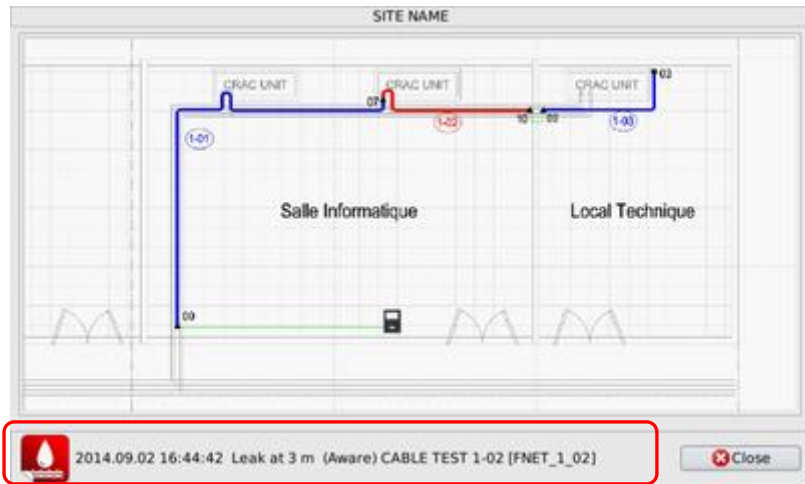 SITE NAME
CRAC UNIT CRAC UNIT CRAC UNIT 03
07
1-01 1-02 10 00 1-03
Salle Informatique Local Technique
00
2014.09.02 16:44:42 Leak at 3 m (Aware) CABLE TEST 1-02 [FNET_1_02] Close